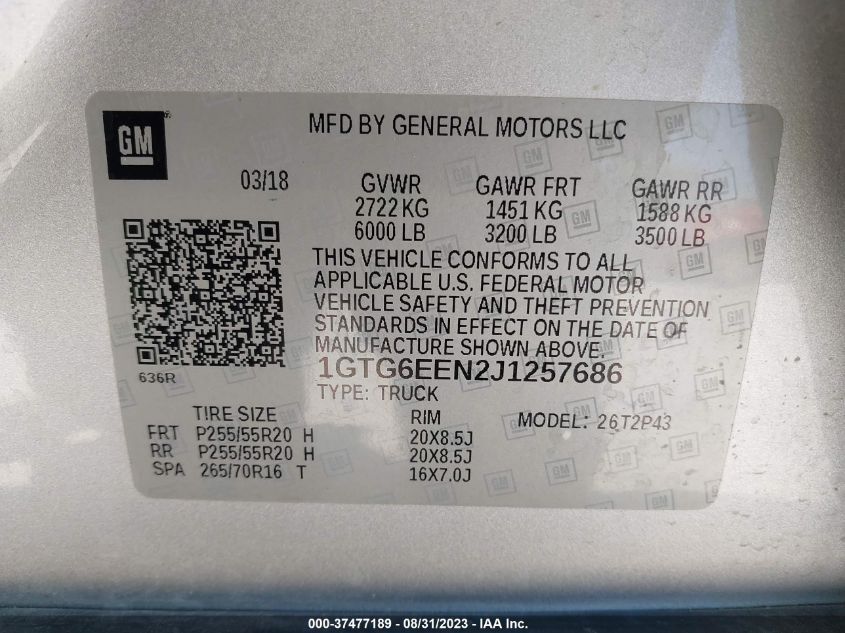 GM
MFD BY GENERAL MOTORS LLC
03/18
GVWR GAWR FRT GAWR RR
2722 KG 1451 KG 1588 KG
6000 LB 3200 LB 3500 LB
THIS VEHICLE CONFORMS TO ALL
APPLICABLE U.S. FEDERAL MOTOR
VEHICLE SAFETY AND THEFT PREVENTION
STANDARDS IN EFFECT ON THE DATE OF
MANUFACTURE SHOWN ABOVE.
636R
1GTG6EEN2J1257686
TYPE: TRUCK
TIRE SIZE RIM MODEL: 26T2P43
FRT P255/55R20 H 20X8.5J
RR P255/55R20 H 20X8.5J
SPA 265/70R16 T 16X7.0J
000-37477189 - 08/31/2023 - IAA Inc.